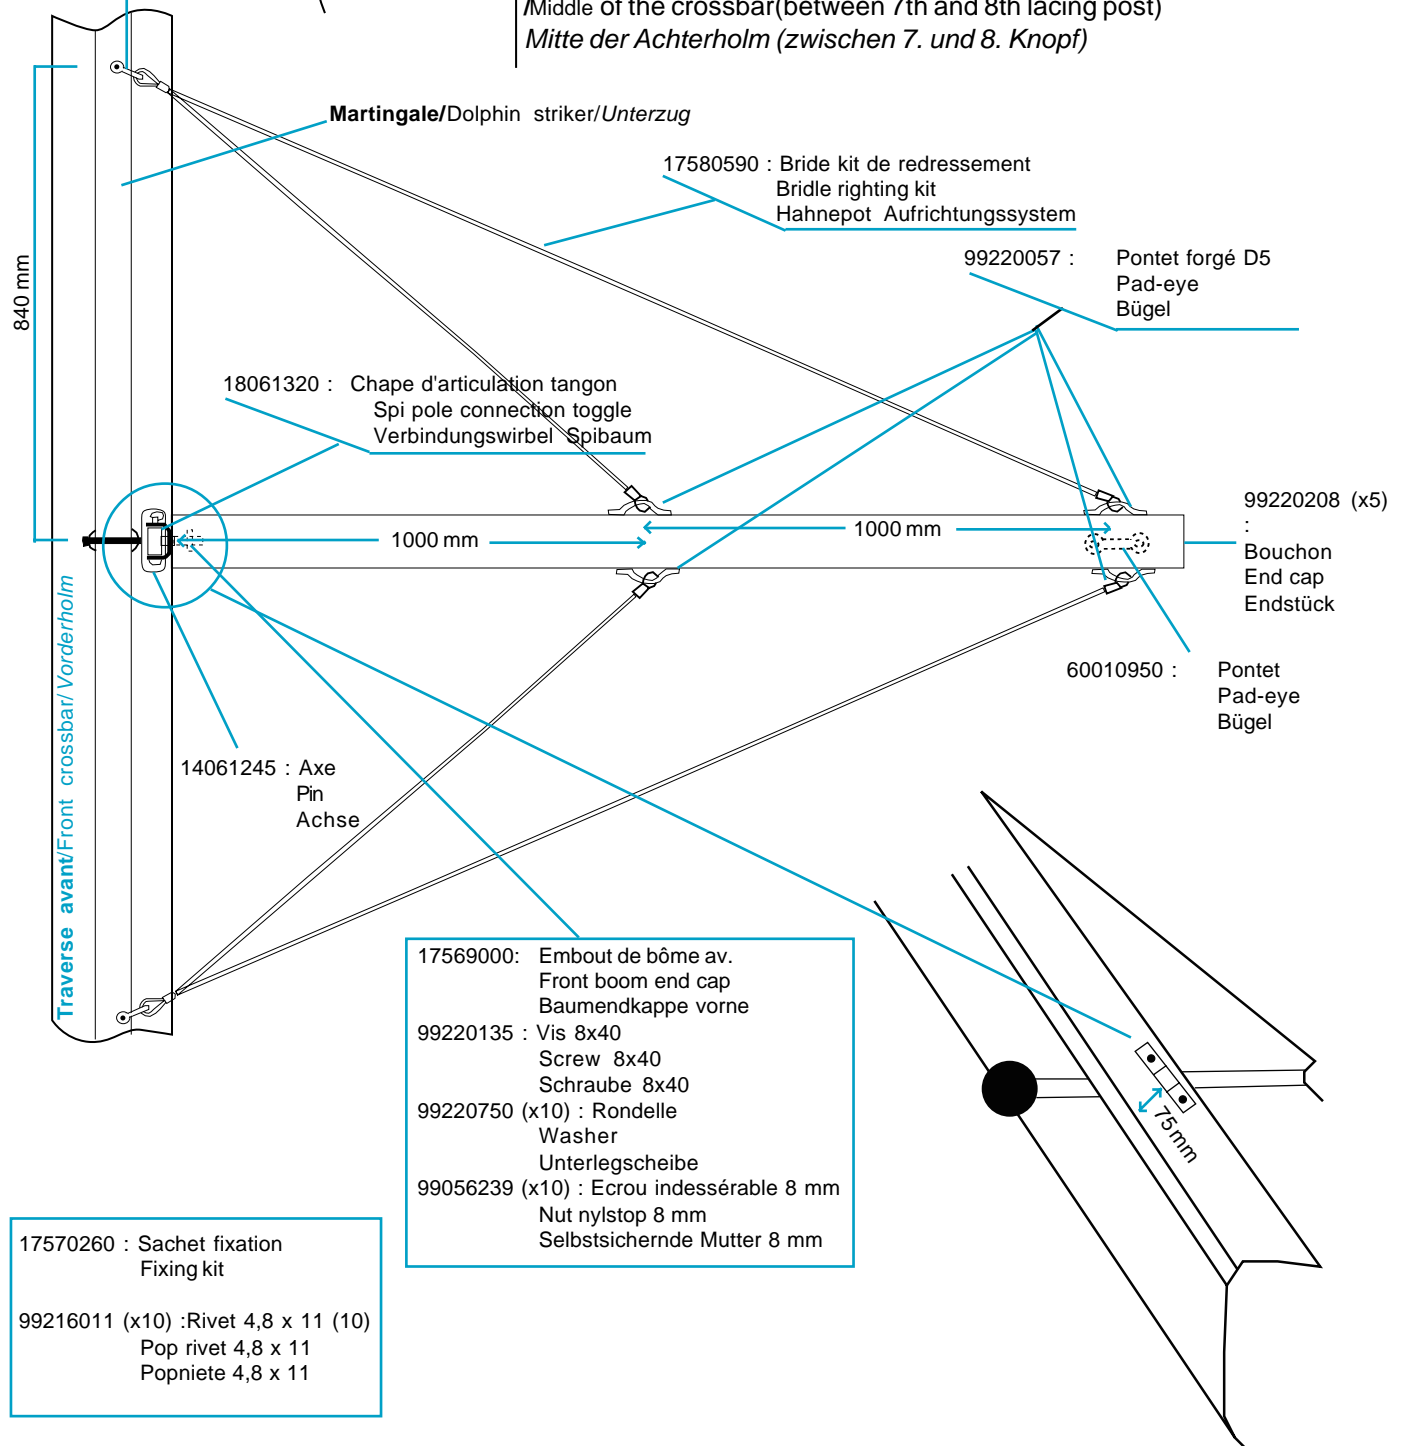 /Middle of the crossbar(between 7th and 8th lacing post)
Mitte der Achterholm (zwischen 7. und 8. Knopf)
Martingale/Dolphin striker/Unterzug
17580590 : Bride kit de redressement
Bridle righting kit
Hahnepot Aufrichtungssystem
99220057 : Pontet forgé D5
Pad-eye
Bügel
840 mm
18061320 : Chape d'articulation tangon
Spi pole connection toggle
Verbindungswirbel Spibaum
1000 mm
1000 mm
99220208 (x5)
:
Bouchon
End cap
Endstück
60010950 : Pontet
Pad-eye
Bügel
Traverse avant/Front crossbar/Vorderholm
14061245 : Axe
Pin
Achse
17569000: Embout de bôme av.
Front boom end cap
Baumendkappe vorne
99220135 : Vis 8x40
Screw 8x40
Schraube 8x40
99220750 (x10) : Rondelle
Washer
Unterlegscheibe
99056239 (x10) : Ecrou indessérable 8 mm
Nut nylstop 8 mm
Selbstsichernde Mutter 8 mm
75 mm
17570260 : Sachet fixation
Fixing kit
99216011 (x10) :Rivet 4,8 x 11 (10)
Pop rivet 4,8 x 11
Popniete 4,8 x 11